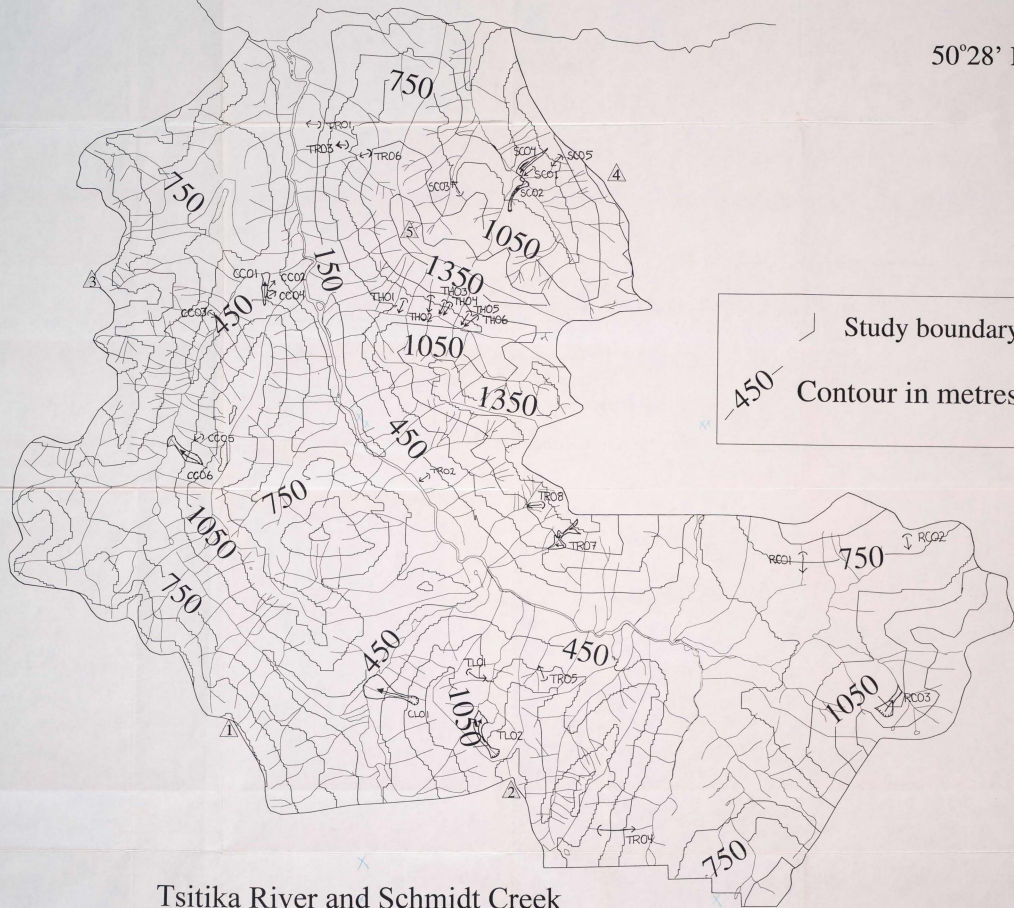 50°28'
750
TR01
TR03
TR06
SC04
SC05
SC01
SC03
SC02
4
750
5
1050
3
150
1350
CC01
CC02
CC04
CC03
450
TH01
TH03
TH04
TH02
TH05
TH06
1050
1350
Study boundary
-450-
Contour in metres
450
CC05
CC06
TR02
750
TR08
TR07
1050
RC01
750
RC02
750
450
450
TL01
TR05
CL01
1050
1050
RC03
TL02
1
2
TR04
750
Tsitika River and Schmidt Creek